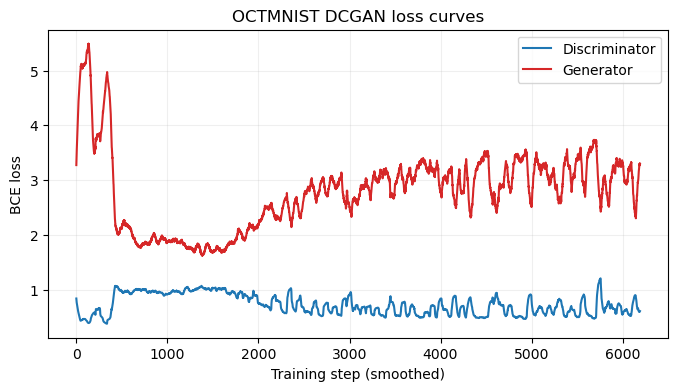 OCTMNIST DCGAN loss curves
Discriminator
Generator
BCE loss
5
4
3
2
1
0
1000
2000
3000
4000
5000
6000
Training step (smoothed)